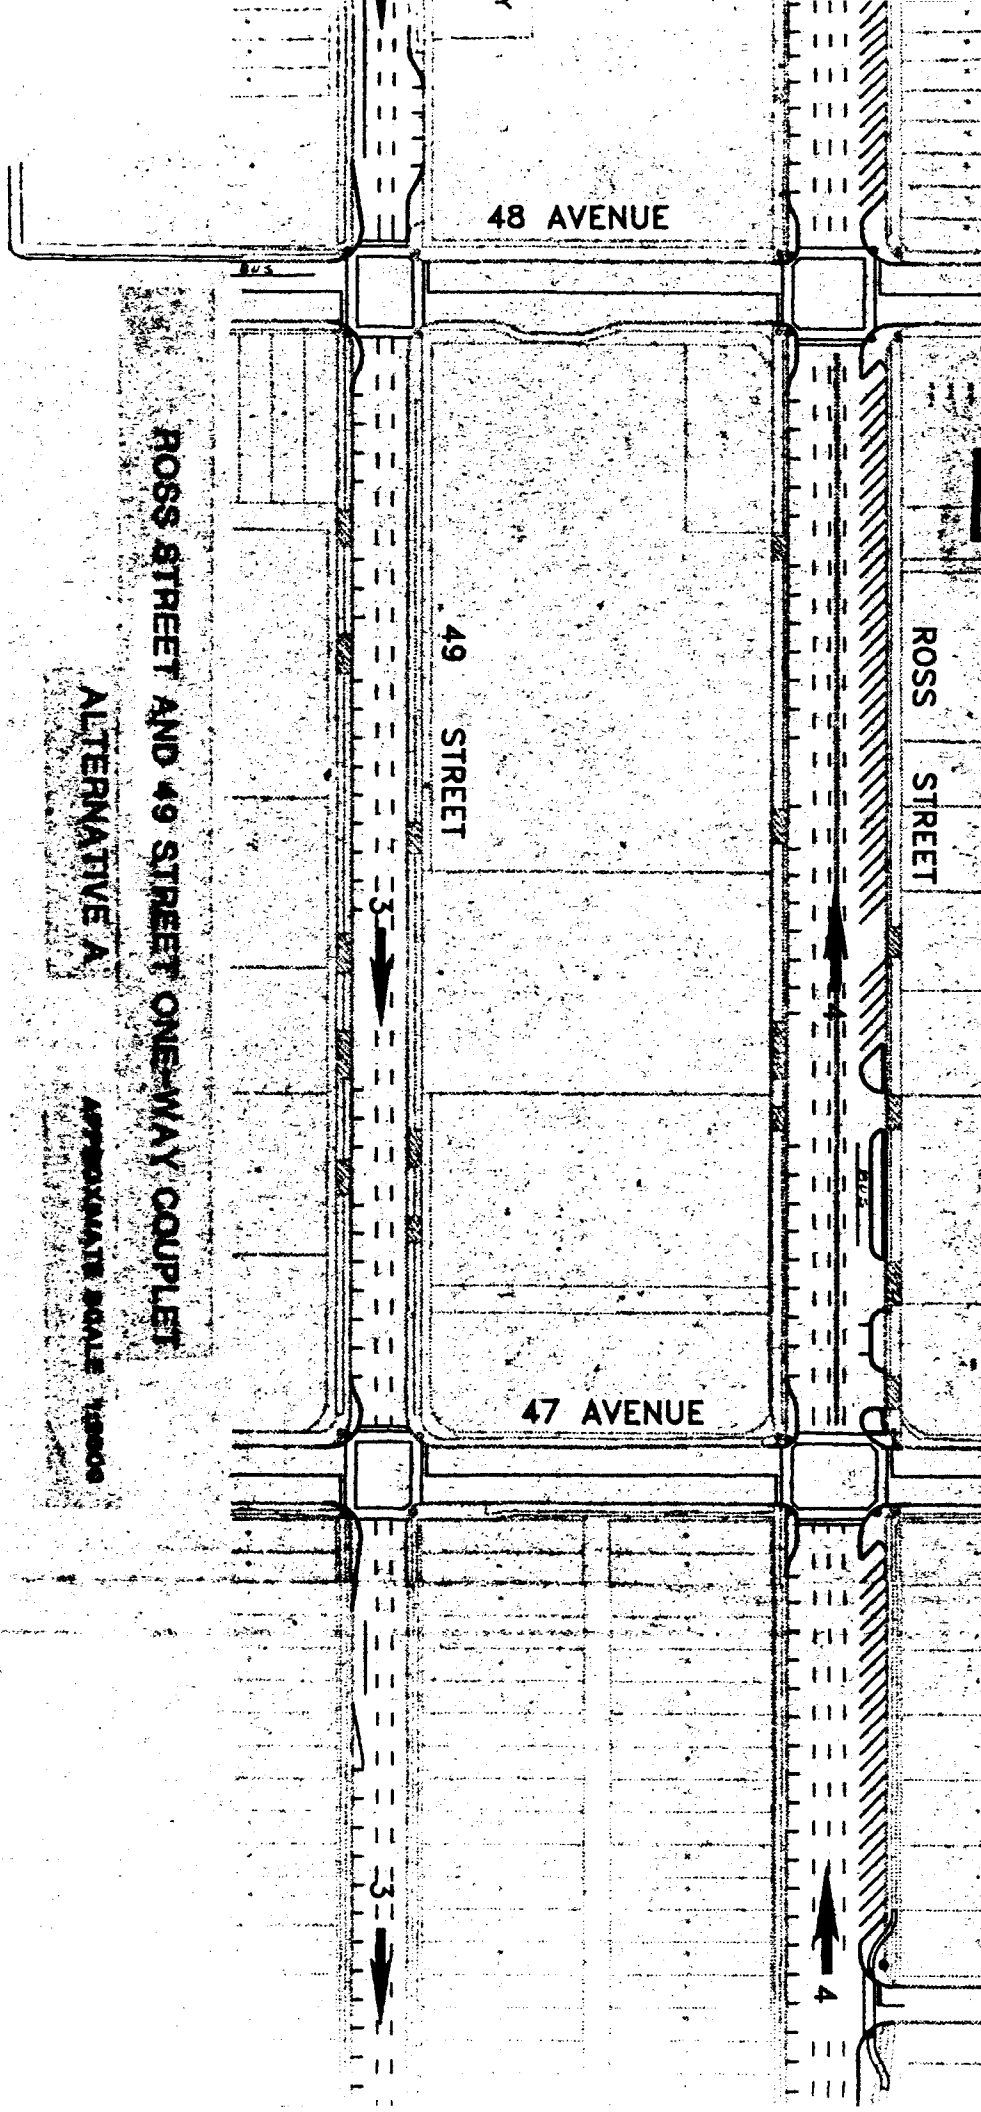 48 AVENUE
BUS
ROSS STREET
49 STREET
3
4
BUS
47 AVENUE
3
4
ROSS STREET AND 49 STREET ONE-WAY COUPLET
ALTERNATIVE A
APPROXIMATE SCALE